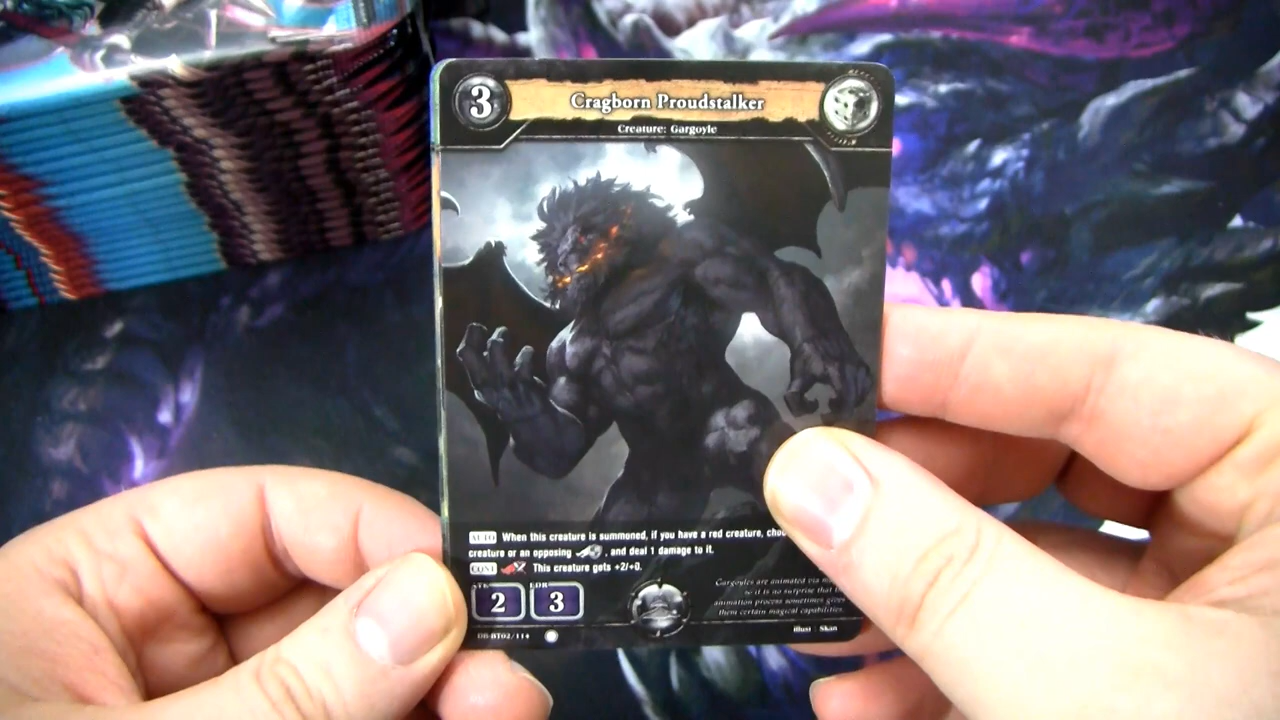 3
Cragborn Proudstalker
Creature: Gargoyle
AUTO When this creature is summoned, if you have a red creature,
creature or an opposing , and deal 1 damage to it.
CONT This creature gets +2/+0.
ATK EDR
2 3
Gargoyles are animated via
so it is no surprise that
animation process sometimes gives
them certain magical capabilities.
DB-BT02/114
illust Skan